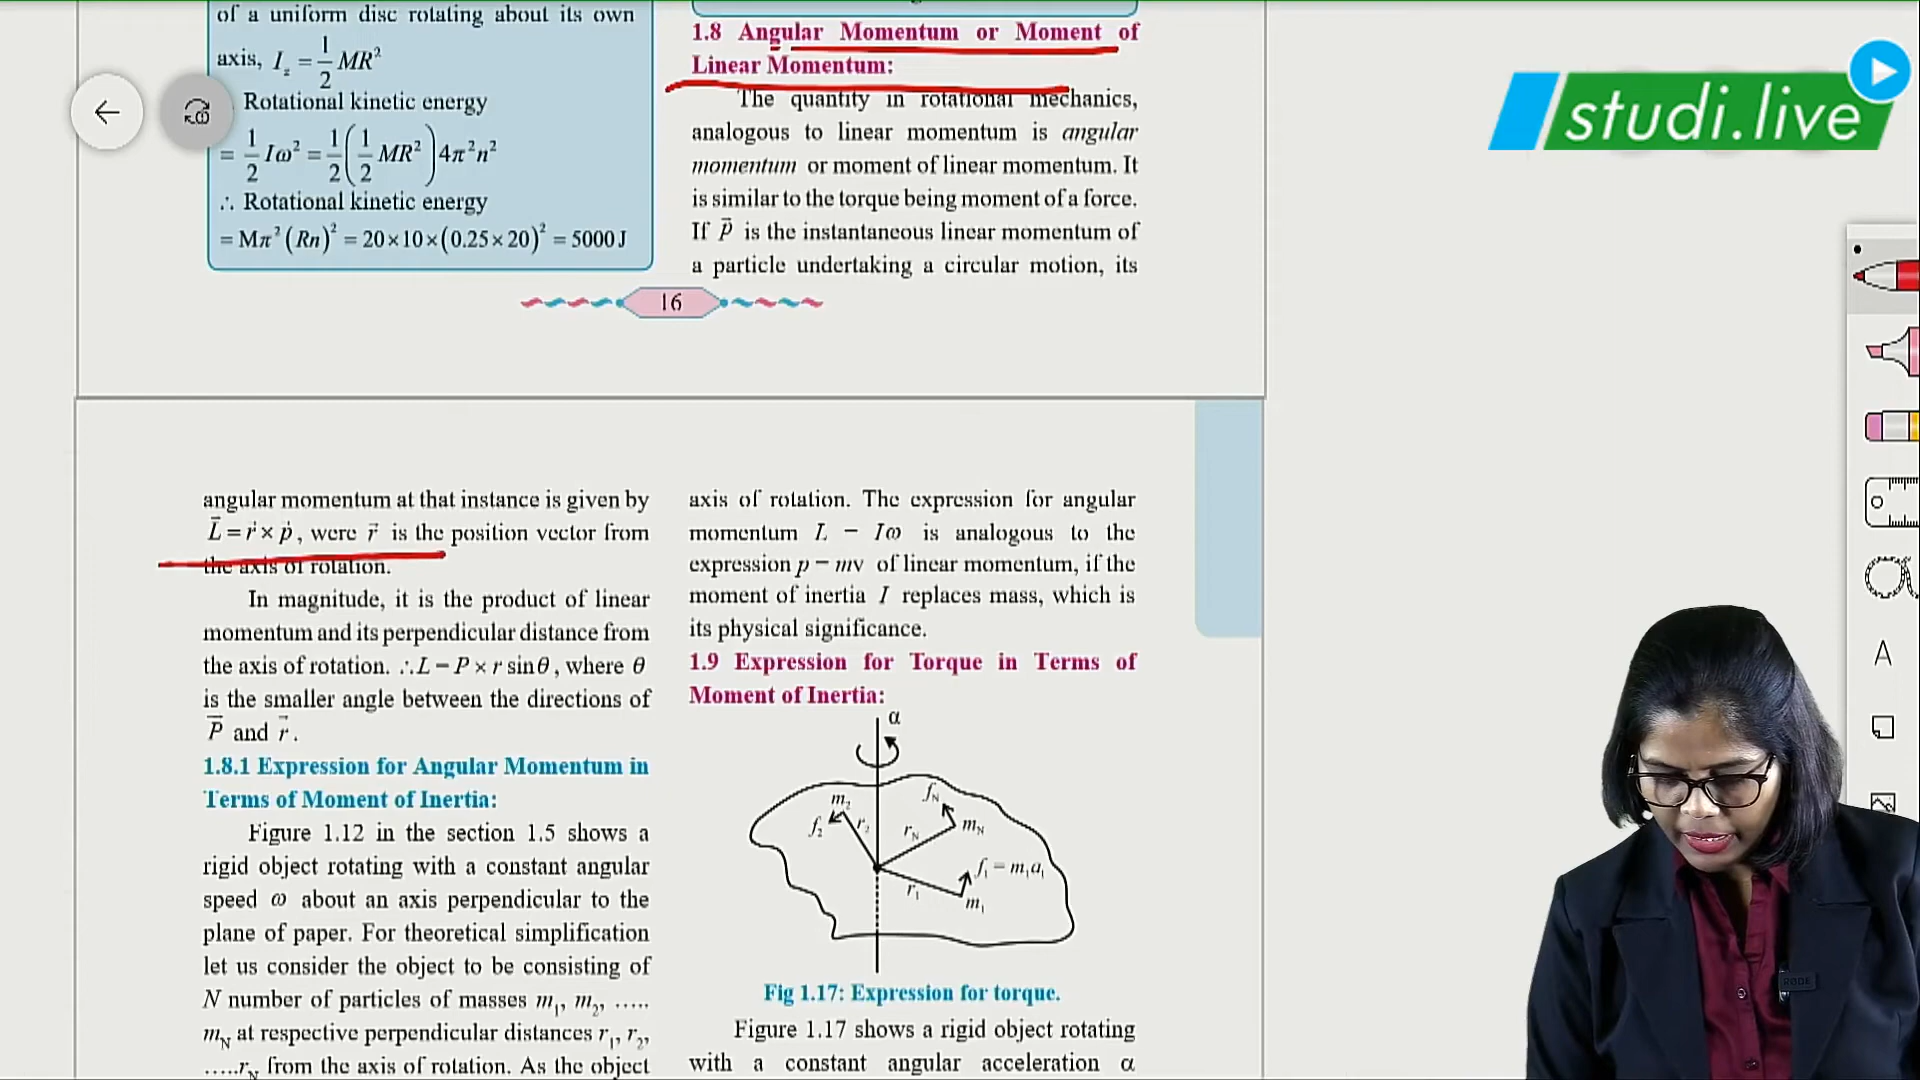 of a uniform disc rotating about its own
axis, I_z = 1/2 MR²
Rotational kinetic energy
= 1/2 Iω² = 1/2 (1/2 MR²) 4π²n²
∴ Rotational kinetic energy
= Mπ² (Rn)² = 20×10×(0.25×20)² = 5000 J
1.8 Angular Momentum or Moment of
Linear Momentum:
The quantity in rotational mechanics,
analogous to linear momentum is angular
momentum or moment of linear momentum. It
is similar to the torque being moment of a force.
If p⃗ is the instantaneous linear momentum of
a particle undertaking a circular motion, its
16
studi.live
angular momentum at that instance is given by
L⃗ = r⃗ × p⃗, were r⃗ is the position vector from
the axis of rotation.
In magnitude, it is the product of linear
momentum and its perpendicular distance from
the axis of rotation. ∴ L = P × r sinθ, where θ
is the smaller angle between the directions of
P⃗ and r⃗.
1.8.1 Expression for Angular Momentum in
Terms of Moment of Inertia:
Figure 1.12 in the section 1.5 shows a
rigid object rotating with a constant angular
speed ω about an axis perpendicular to the
plane of paper. For theoretical simplification
let us consider the object to be consisting of
N number of particles of masses m₁, m₂, …..
m_N at respective perpendicular distances r₁, r₂,
…..r_N from the axis of rotation. As the object
axis of rotation. The expression for angular
momentum L = Iω is analogous to the
expression p = mv of linear momentum, if the
moment of inertia I replaces mass, which is
its physical significance.
1.9 Expression for Torque in Terms of
Moment of Inertia:
α
m₂
f₂
r₂
f_N
r_N
m_N
f₁ = m₁a₁
r₁
m₁
Fig 1.17: Expression for torque.
Figure 1.17 shows a rigid object rotating
with a constant angular acceleration α
A
RODE